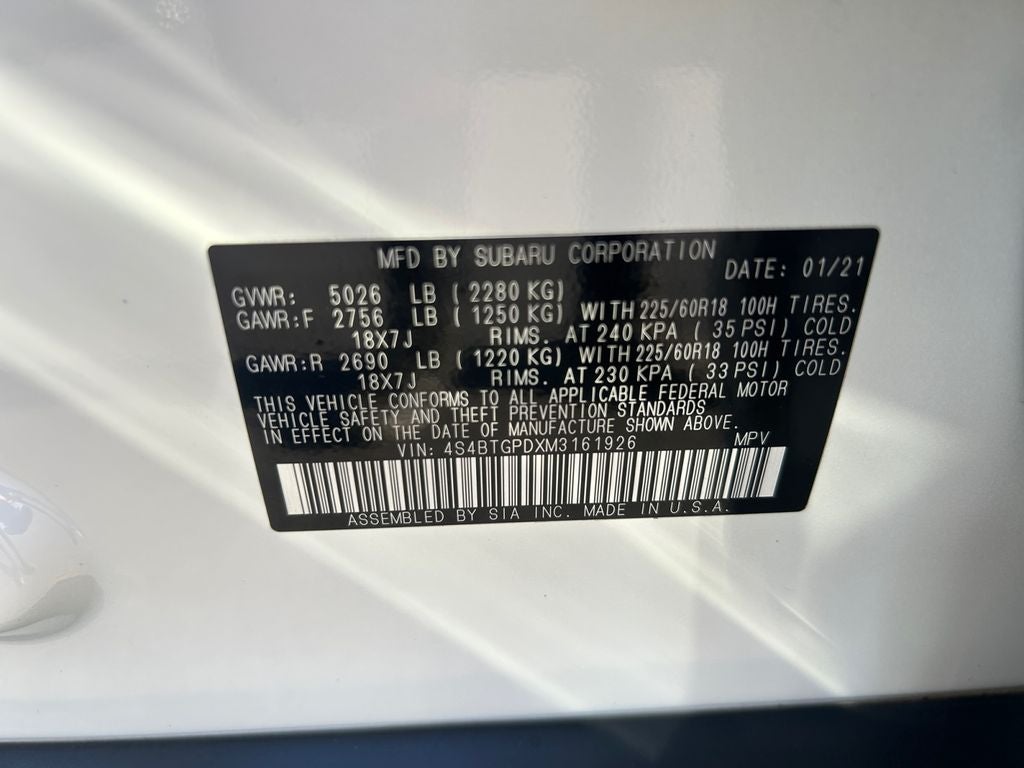 MFD BY SUBARU CORPORATION DATE: 01/21
GVWR: 5026 LB ( 2280 KG)
GAWR:F 2756 LB ( 1250 KG) WITH 225/60R18 100H TIRES.
18X7J RIMS. AT 240 KPA ( 35 PSI) COLD
GAWR:R 2690 LB ( 1220 KG) WITH 225/60R18 100H TIRES.
18X7J RIMS. AT 230 KPA ( 33 PSI) COLD
THIS VEHICLE CONFORMS TO ALL APPLICABLE FEDERAL MOTOR
VEHICLE SAFETY AND THEFT PREVENTION STANDARDS
IN EFFECT ON THE DATE OF MANUFACTURE SHOWN ABOVE.
VIN: 4S4BTGPDXM3161926 MPV
ASSEMBLED BY SIA INC. MADE IN U.S.A.